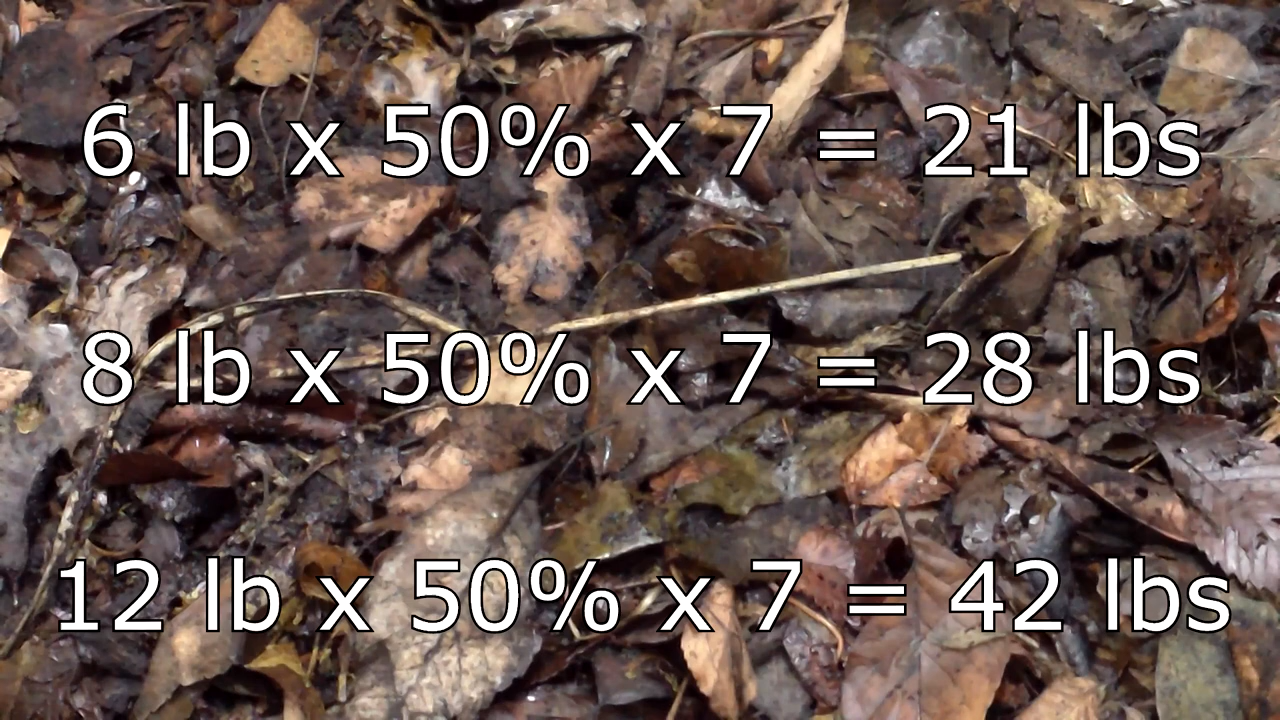 6 lb x 50% x 7 = 21 lbs
8 lb x 50% x 7 = 28 lbs
12 lb x 50% x 7 = 42 lbs